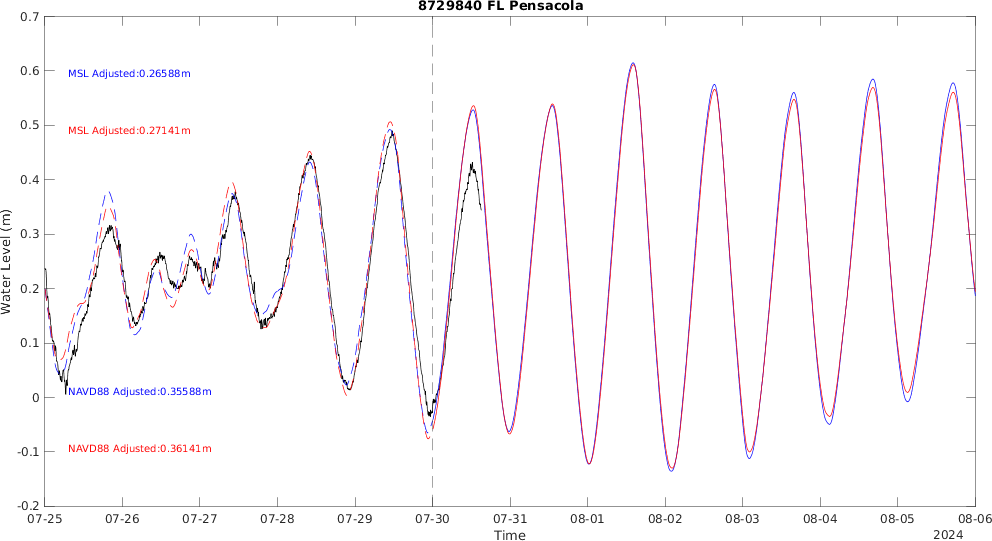 8729840 FL Pensacola
0.7
0.6
0.5
0.4
0.3
0.2
0.1
0
-0.1
-0.2
Water Level (m)
MSL Adjusted:0.26588m
MSL Adjusted:0.27141m
NAVD88 Adjusted:0.35588m
NAVD88 Adjusted:0.36141m
07-25 07-26 07-27 07-28 07-29 07-30 07-31 08-01 08-02 08-03 08-04 08-05 08-06
Time
2024